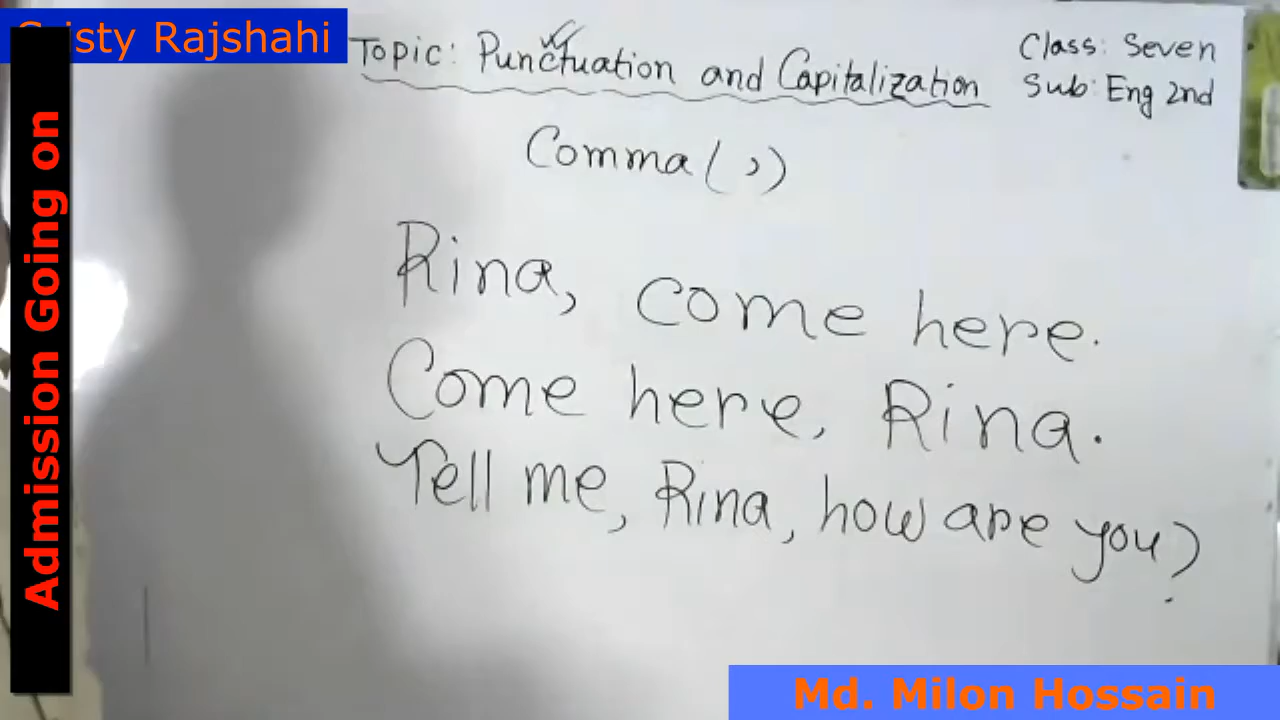 Rajshahi
Topic: Punctuation and Capitalization
Class: Seven
Sub: Eng 2nd
Comma (,)
Rina, come here.
Come here, Rina.
Tell me, Rina, how are you?
Admission Going on
Md. Milon Hossain